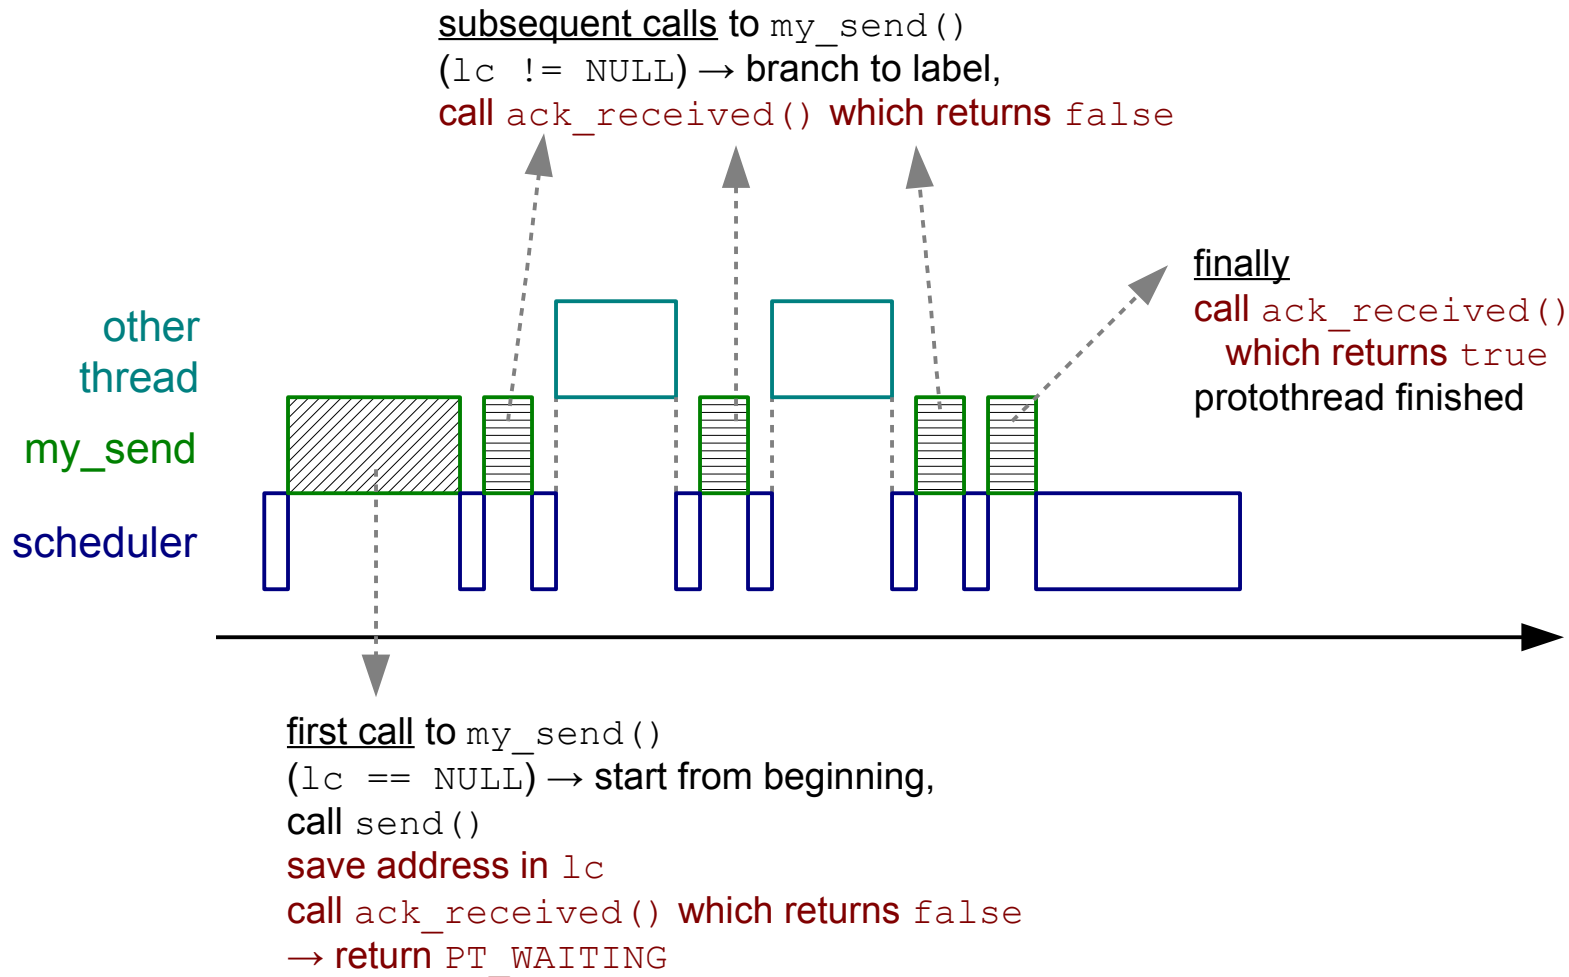 subsequent calls to my_send()
(lc != NULL) → branch to label,
call ack_received() which returns false
finally
call ack_received()
which returns true
protothread finished
other
thread
my_send
scheduler
first call to my_send()
(lc == NULL) → start from beginning,
call send()
save address in lc
call ack_received() which returns false
→ return PT_WAITING